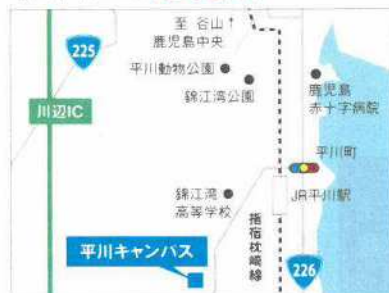 至 谷山↑
鹿児島中央
225
平川動物公園
錦江湾公園
鹿児島
赤十字病院
川辺IC
平川町
錦江湾
高等学校
JR平川駅
指宿枕崎線
平川キャンパス
226